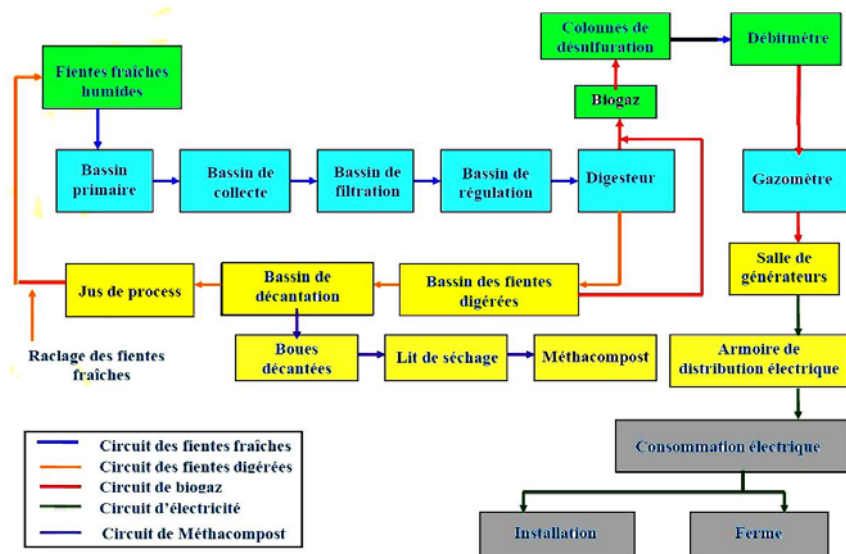 Colonnes de
désulfuration
Débitmètre
Fientes fraîches
humides
Biogaz
Bassin
primaire
Bassin de
collecte
Bassin de
filtration
Bassin de
régulation
Digesteur
Gazomètre
Jus de process
Bassin de
décantation
Bassin des fientes
digérées
Salle de
générateurs
Raclage des fientes
fraîches
Boues
décantées
Lit de séchage
Méthacompost
Armoire de
distribution électrique
Circuit des fientes fraîches
Circuit des fientes digérées
Circuit de biogaz
Circuit d'électricité
Circuit de Méthacompost
Consommation électrique
Installation
Ferme